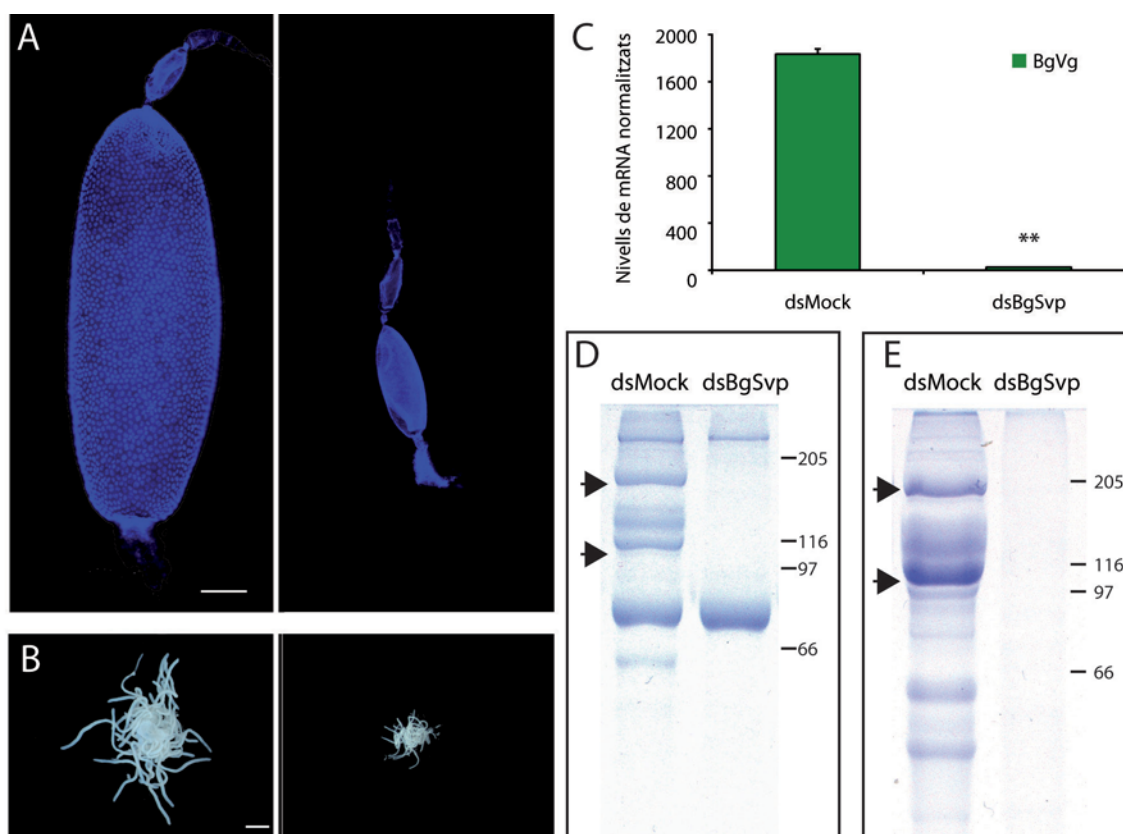 A
B
C
Nivells de mRNA normalitzats
2000
1600
1200
800
400
0
BgVg
**
dsMock
dsBgSvp
D
dsMock dsBgSvp
205
116
97
66
E
dsMock dsBgSvp
205
116
97
66